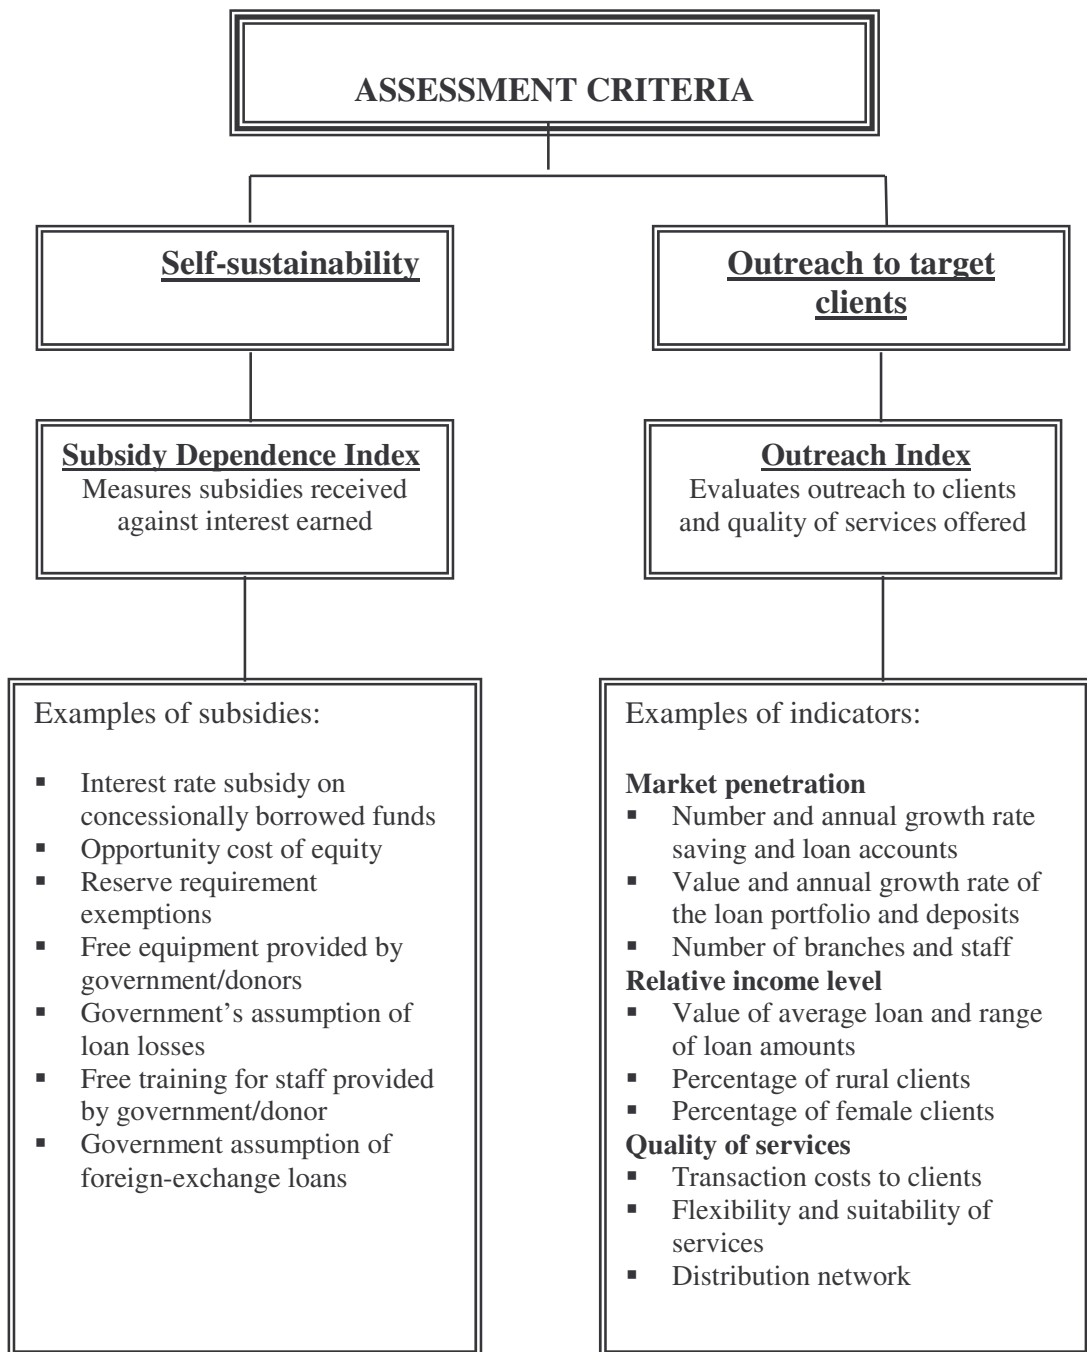 ASSESSMENT CRITERIA
Self-sustainability
Outreach to target
clients
Subsidy Dependence Index
Measures subsidies received
against interest earned
Outreach Index
Evaluates outreach to clients
and quality of services offered
Examples of subsidies:
▪ Interest rate subsidy on
concessionally borrowed funds
▪ Opportunity cost of equity
▪ Reserve requirement
exemptions
▪ Free equipment provided by
government/donors
▪ Government’s assumption of
loan losses
▪ Free training for staff provided
by government/donor
▪ Government assumption of
foreign-exchange loans
Examples of indicators:
Market penetration
▪ Number and annual growth rate
saving and loan accounts
▪ Value and annual growth rate of
the loan portfolio and deposits
▪ Number of branches and staff
Relative income level
▪ Value of average loan and range
of loan amounts
▪ Percentage of rural clients
▪ Percentage of female clients
Quality of services
▪ Transaction costs to clients
▪ Flexibility and suitability of
services
▪ Distribution network